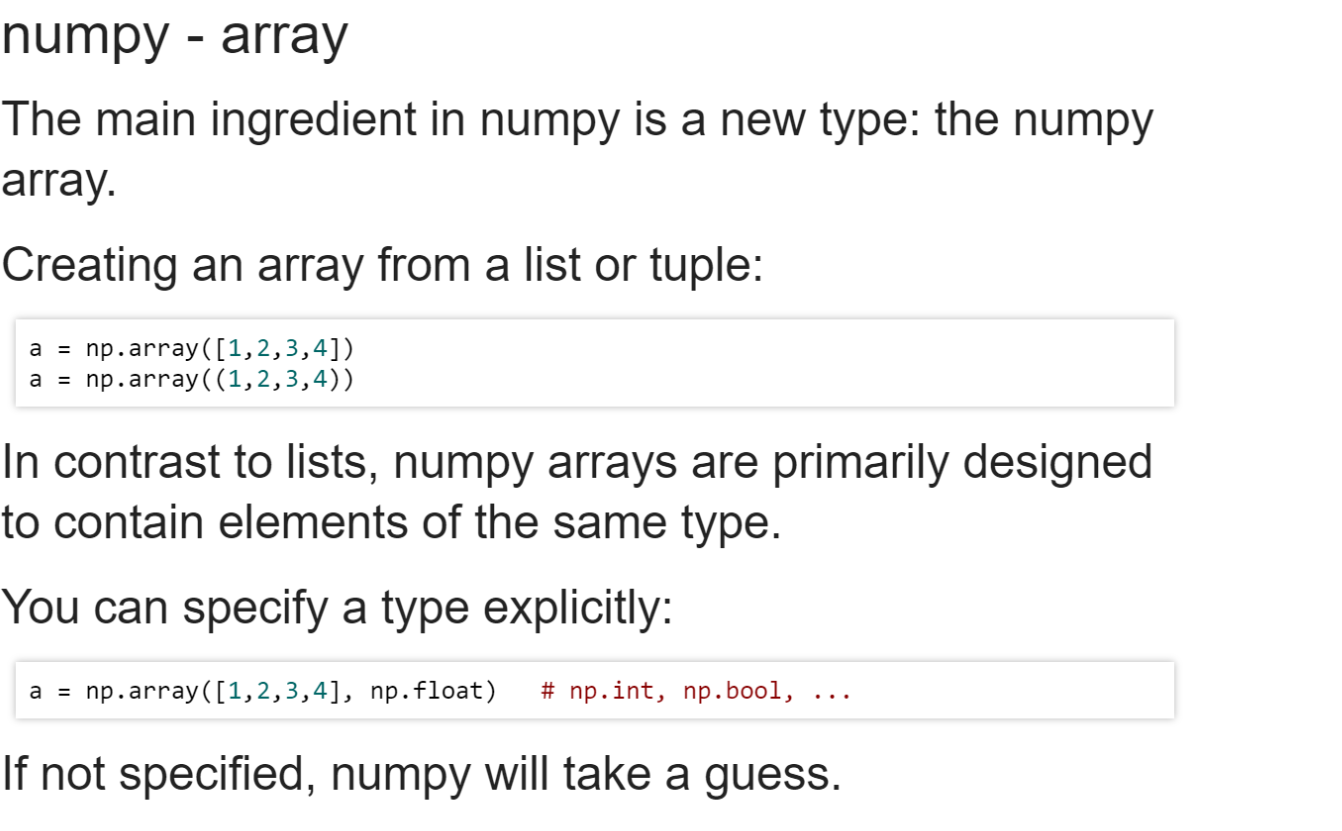 numpy - array
The main ingredient in numpy is a new type: the numpy
array.
Creating an array from a list or tuple:
a = np.array([1,2,3,4])
a = np.array((1,2,3,4))
In contrast to lists, numpy arrays are primarily designed
to contain elements of the same type.
You can specify a type explicitly:
a = np.array([1,2,3,4], np.float)   # np.int, np.bool, ...
If not specified, numpy will take a guess.